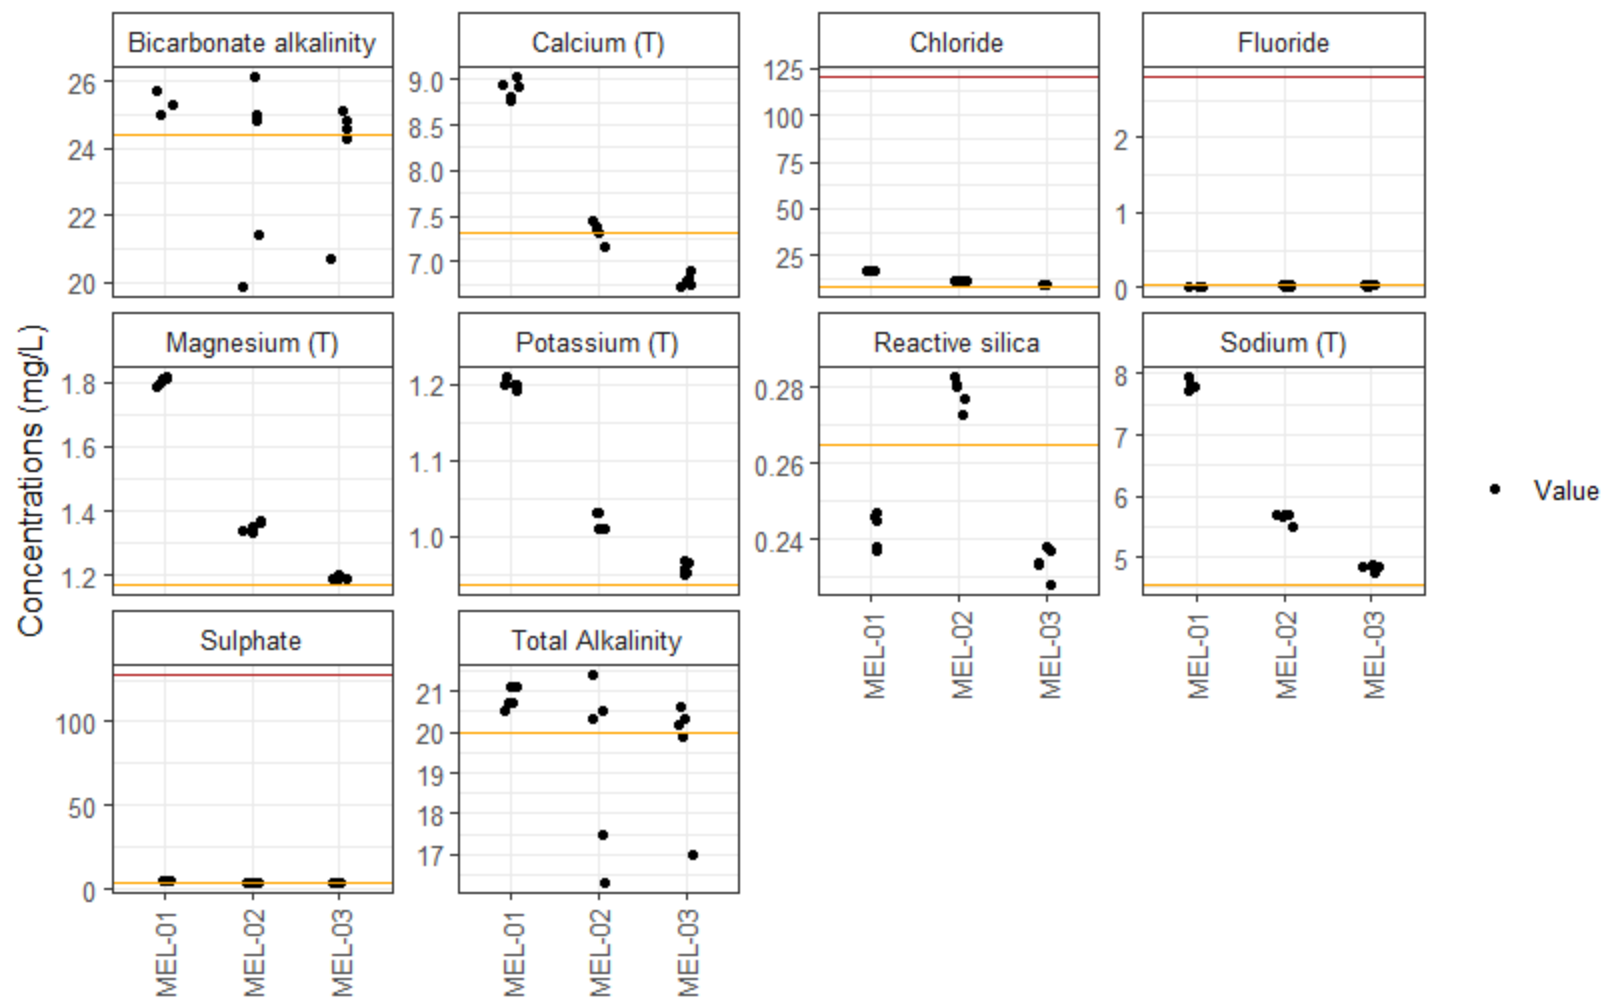 Concentrations (mg/L)
Bicarbonate alkalinity
26
24
22
20
Calcium (T)
9.0
8.5
8.0
7.5
7.0
Chloride
125
100
75
50
25
Fluoride
2
1
0
Magnesium (T)
1.8
1.6
1.4
1.2
Potassium (T)
1.2
1.1
1.0
Reactive silica
0.28
0.26
0.24
MEL-01
MEL-02
MEL-03
Sodium (T)
8
7
6
5
MEL-01
MEL-02
MEL-03
Sulphate
100
50
0
MEL-01
MEL-02
MEL-03
Total Alkalinity
21
20
19
18
17
MEL-01
MEL-02
MEL-03
Value